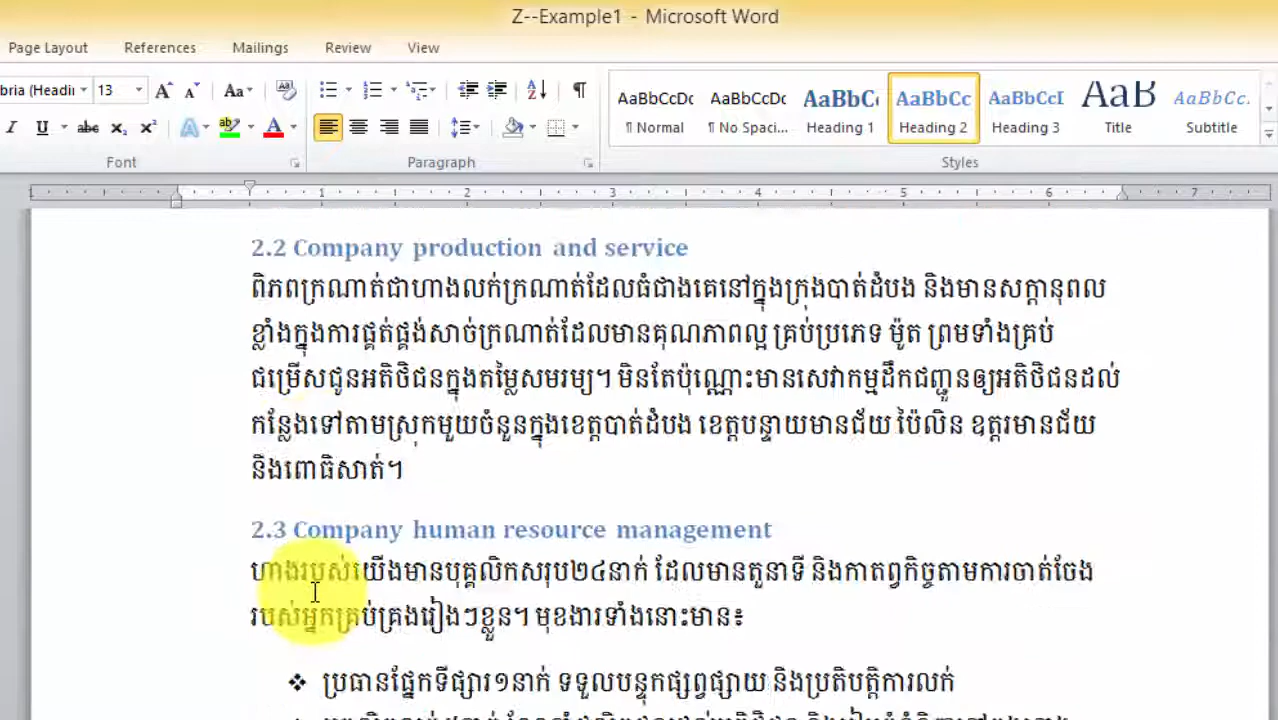 Z--Example1 - Microsoft Word
Page Layout References Mailings Review View
bria (Headin 13 Aa
AaBbCcDc AaBbCcDc AaBbC AaBbCc AaBbCcI AaB AaBbCc.
¶ Normal ¶ No Spaci... Heading 1 Heading 2 Heading 3 Title Subtitle
Font Paragraph Styles
1 1 2 3 4 5 6 7
2.2 Company production and service
ពិភពក្រណាត់ជាហាងលក់ក្រណាត់ដែលធំជាងគេនៅក្នុងក្រុងបាត់ដំបង និងមានសក្តានុពល
ខ្លាំងក្នុងការផ្គត់ផ្គង់សាច់ក្រណាត់ដែលមានគុណភាពល្អ គ្រប់ប្រភេទ ម៉ូត ព្រមទាំងគ្រប់
ជម្រើសជូនអតិថិជនក្នុងតម្លៃសមរម្យ។ មិនតែប៉ុណ្ណោះមានសេវាកម្មដឹកជញ្ជូនឲ្យអតិថិជនដល់
កន្លែងទៅតាមស្រុកមួយចំនួនក្នុងខេត្តបាត់ដំបង ខេត្តបន្ទាយមានជ័យ ប៉ៃលិន ឧត្តរមានជ័យ
និងពោធិសាត់។
2.3 Company human resource management
ហាងរបស់យើងមានបុគ្គលិកសរុប២៤នាក់ ដែលមានតួនាទី និងកាតព្វកិច្ចតាមការចាត់ចែង
របស់អ្នកគ្រប់គ្រងរៀងៗខ្លួន។ មុខងារទាំងនោះមាន៖
❖ ប្រធានផ្នែកទីផ្សារ១នាក់ ទទួលបន្ទុកផ្សព្វផ្សាយ និងប្រតិបត្តិការលក់